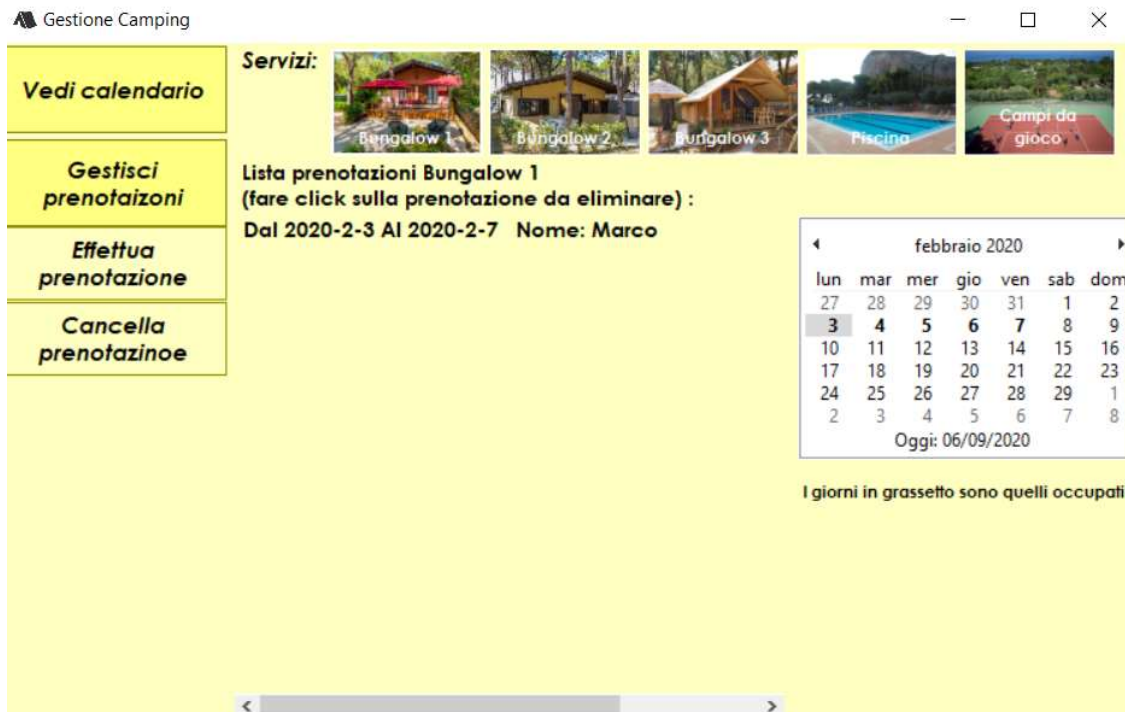 Gestione Camping
Vedi calendario
Gestisci
prenotaizoni
Effettua
prenotazione
Cancella
prenotazinoe
Servizi:
Bungalow 1
Bungalow 2
Bungalow 3
Piscina
Campi da
gioco
Lista prenotazioni Bungalow 1
(fare click sulla prenotazione da eliminare) :
Dal 2020-2-3 Al 2020-2-7 Nome: Marco
febbraio 2020
lun mar mer gio ven sab dom
27 28 29 30 31 1 2
3 4 5 6 7 8 9
10 11 12 13 14 15 16
17 18 19 20 21 22 23
24 25 26 27 28 29 1
2 3 4 5 6 7 8
Oggi: 06/09/2020
I giorni in grassetto sono quelli occupati